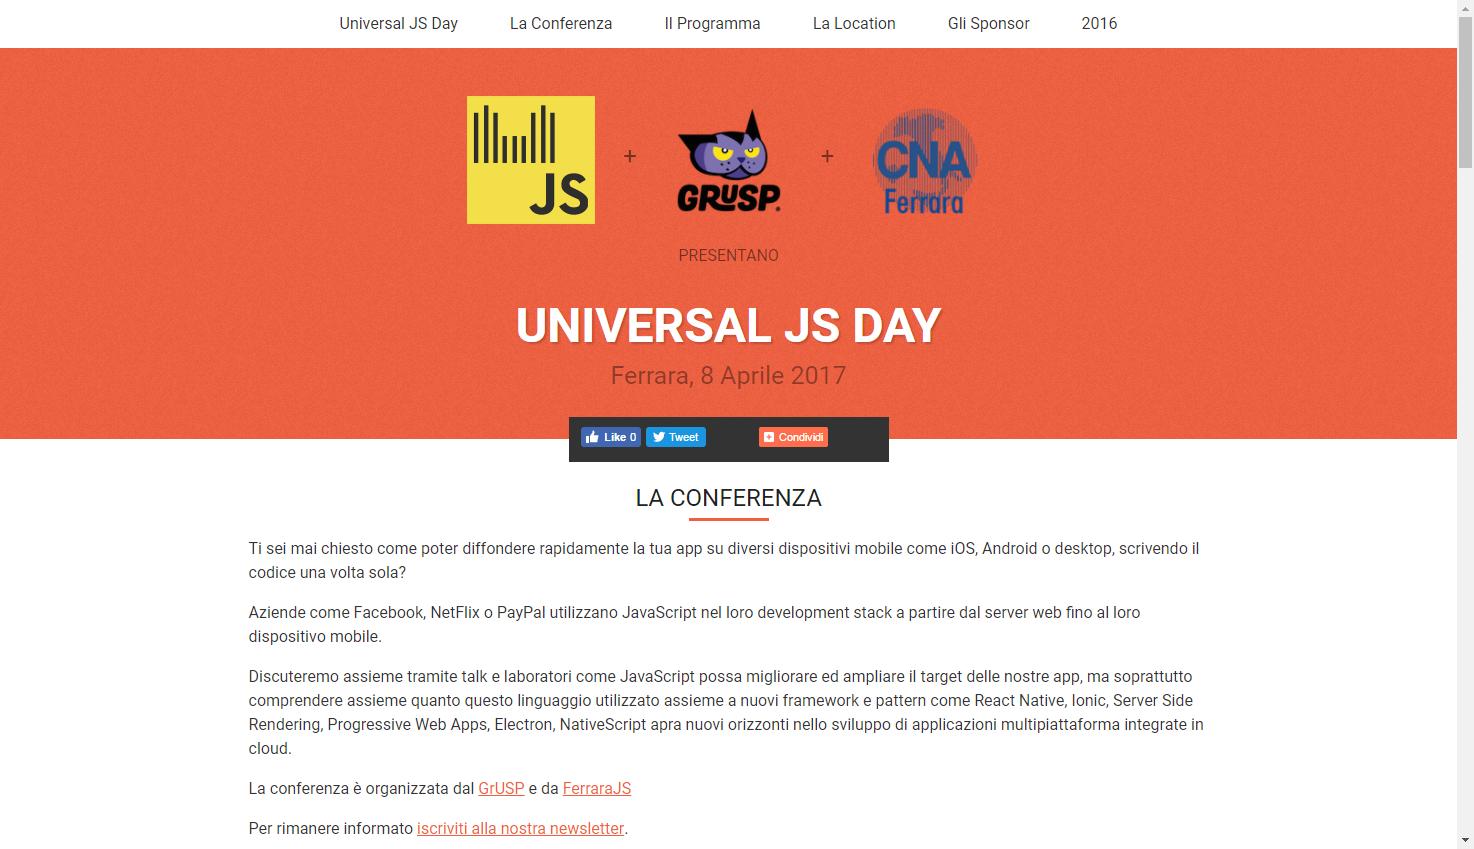 Universal JS Day La Conferenza Il Programma La Location Gli Sponsor 2016
JS + GRUSP. + CNA Ferrara
PRESENTANO
UNIVERSAL JS DAY
Ferrara, 8 Aprile 2017
Like 0 Tweet Condividi
LA CONFERENZA
Ti sei mai chiesto come poter diffondere rapidamente la tua app su diversi dispositivi mobile come iOS, Android o desktop, scrivendo il
codice una volta sola?
Aziende come Facebook, NetFlix o PayPal utilizzano JavaScript nel loro development stack a partire dal server web fino al loro
dispositivo mobile.
Discuteremo assieme tramite talk e laboratori come JavaScript possa migliorare ed ampliare il target delle nostre app, ma soprattutto
comprendere assieme quanto questo linguaggio utilizzato assieme a nuovi framework e pattern come React Native, Ionic, Server Side
Rendering, Progressive Web Apps, Electron, NativeScript apra nuovi orizzonti nello sviluppo di applicazioni multipiattaforma integrate in
cloud.
La conferenza è organizzata dal GrUSP e da FerraraJS
Per rimanere informato iscriviti alla nostra newsletter.